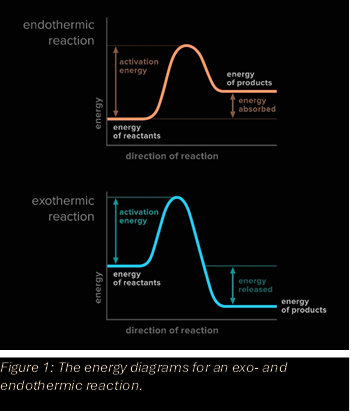 endothermic
reaction
activation
energy
energy
of products
energy
absorbed
energy
energy
of reactants
direction of reaction
exothermic
reaction
activation
energy
energy
of reactants
energy
released
energy
energy
of products
direction of reaction
Figure 1: The energy diagrams for an exo- and
endothermic reaction.